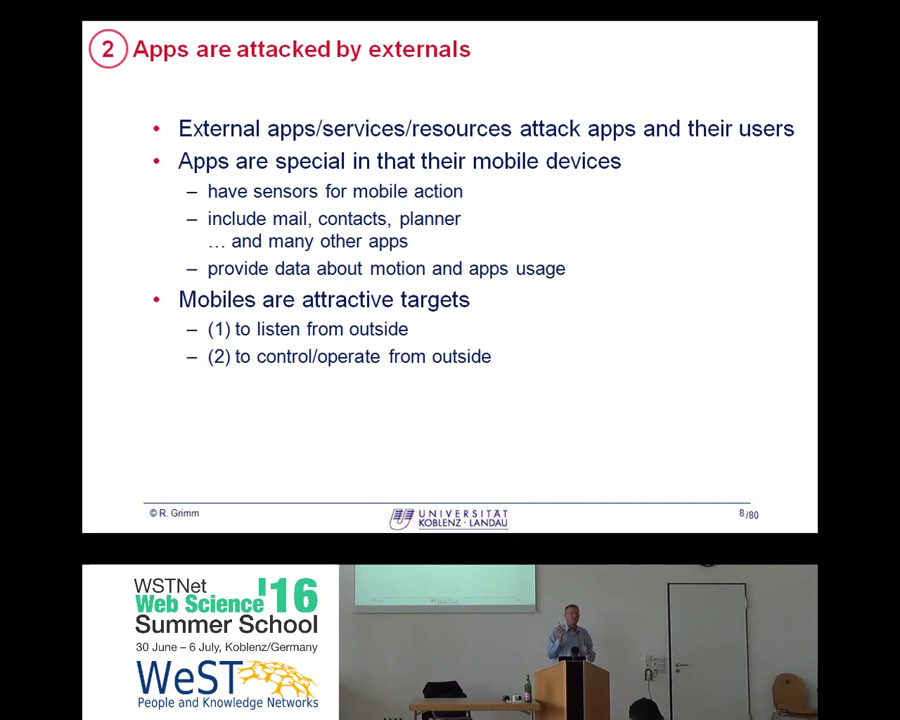 2 Apps are attacked by externals
• External apps/services/resources attack apps and their users
• Apps are special in that their mobile devices
– have sensors for mobile action
– include mail, contacts, planner
… and many other apps
– provide data about motion and apps usage
• Mobiles are attractive targets
– (1) to listen from outside
– (2) to control/operate from outside
© R. Grimm
UNIVERSITÄT
KOBLENZ · LANDAU
8/80
WSTNet
Web Science '16
Summer School
30 June – 6 July, Koblenz/Germany
WeST
People and Knowledge Networks